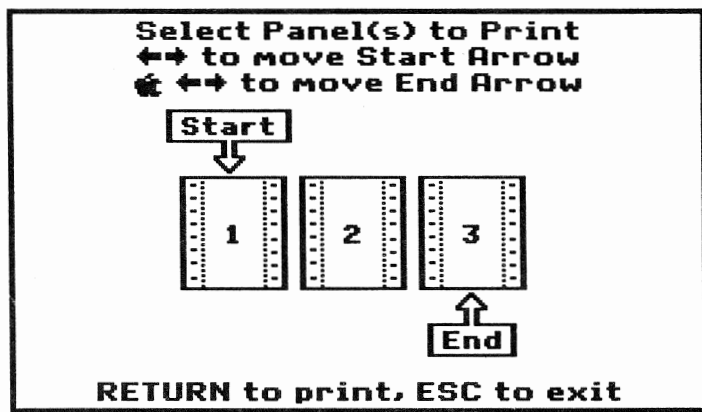 Select Panel(s) to Print
←→ to move Start Arrow
 ←→ to move End Arrow
Start
1 2 3
End
RETURN to print, ESC to exit